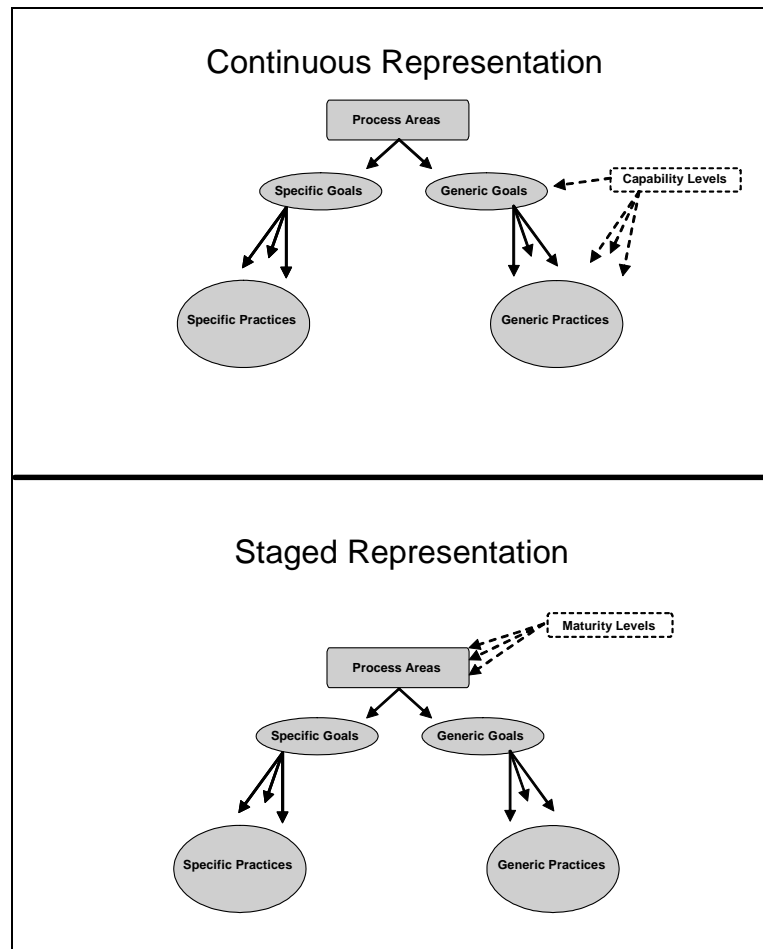 Continuous Representation
Process Areas
Specific Goals
Generic Goals
Capability Levels
Specific Practices
Generic Practices
Staged Representation
Maturity Levels
Process Areas
Specific Goals
Generic Goals
Specific Practices
Generic Practices